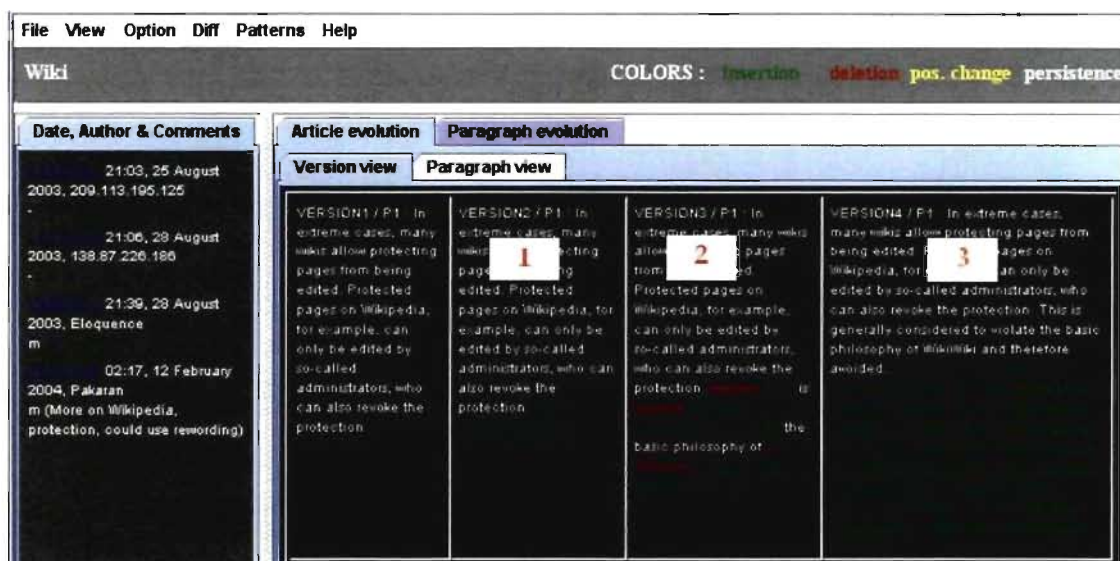 File View Option Diff Patterns Help
Wiki
COLORS : insertion deletion pos. change persistence
Date, Author & Comments
21:03, 25 August
2003, 209.113.195.125
-
21:06, 28 August
2003, 138.87.226.186
-
21:39, 28 August
2003, Eloquence
m
02:17, 12 February
2004, Pakaran
m (More on Wikipedia,
protection, could use rewording)
Article evolution Paragraph evolution
Version view Paragraph view
VERSION1 / P1 : In
extreme cases, many
wikis allow protecting
pages from being
edited. Protected
pages on Wikipedia,
for example, can
only be edited by
so-called
administrators, who
can also revoke the
protection
VERSION2 / P1 : In
extreme cases, many
1
edited. Protected
pages on Wikipedia, for
example, can only be
edited by so-called
administrators, who can
also revoke the
protection
VERSION3 / P1 : In
extreme cases, many wikis
2 pages
Protected pages on
Wikipedia, for example,
can only be edited by
so-called administrators,
who can also revoke the
protection is
the
basic philosophy of
VERSION4 / P1 : In extreme cases,
many wikis allow protecting pages from
being edited.
3
Wikipedia, for an only be
edited by so-called administrators, who
can also revoke the protection. This is
generally considered to violate the basic
philosophy of WikiWiki and therefore
avoided.